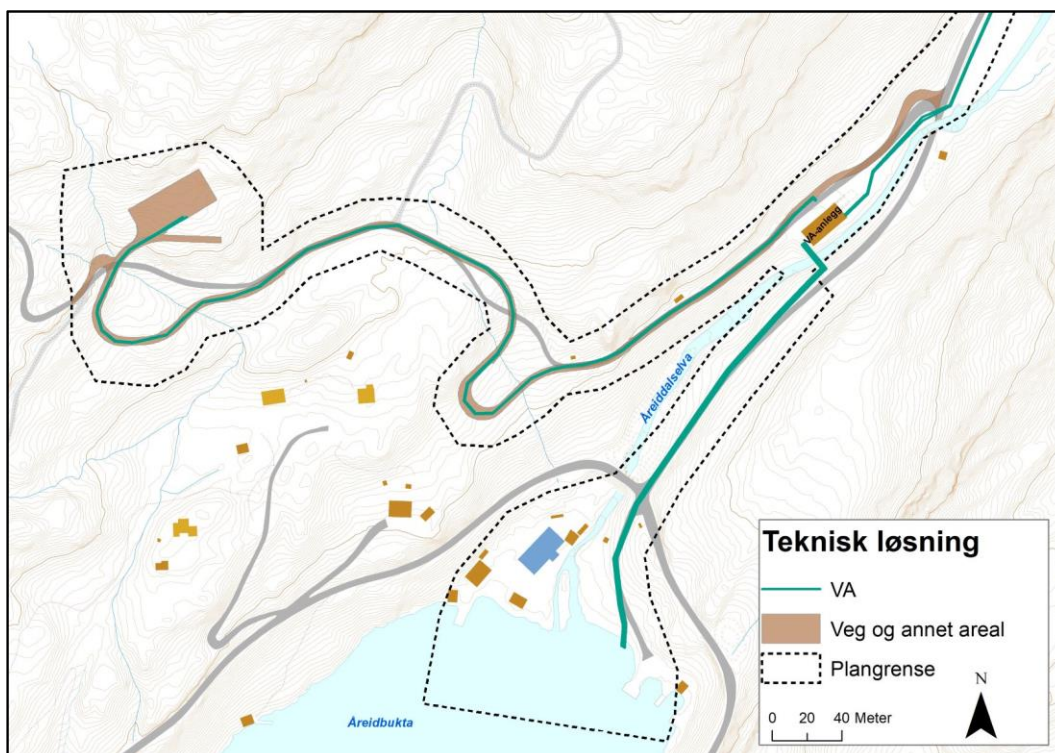 VA-anlegg
Åreiddalselva
Åreidbukta
Teknisk løsning
VA
Veg og annet areal
Plangrense
N
0 20 40 Meter